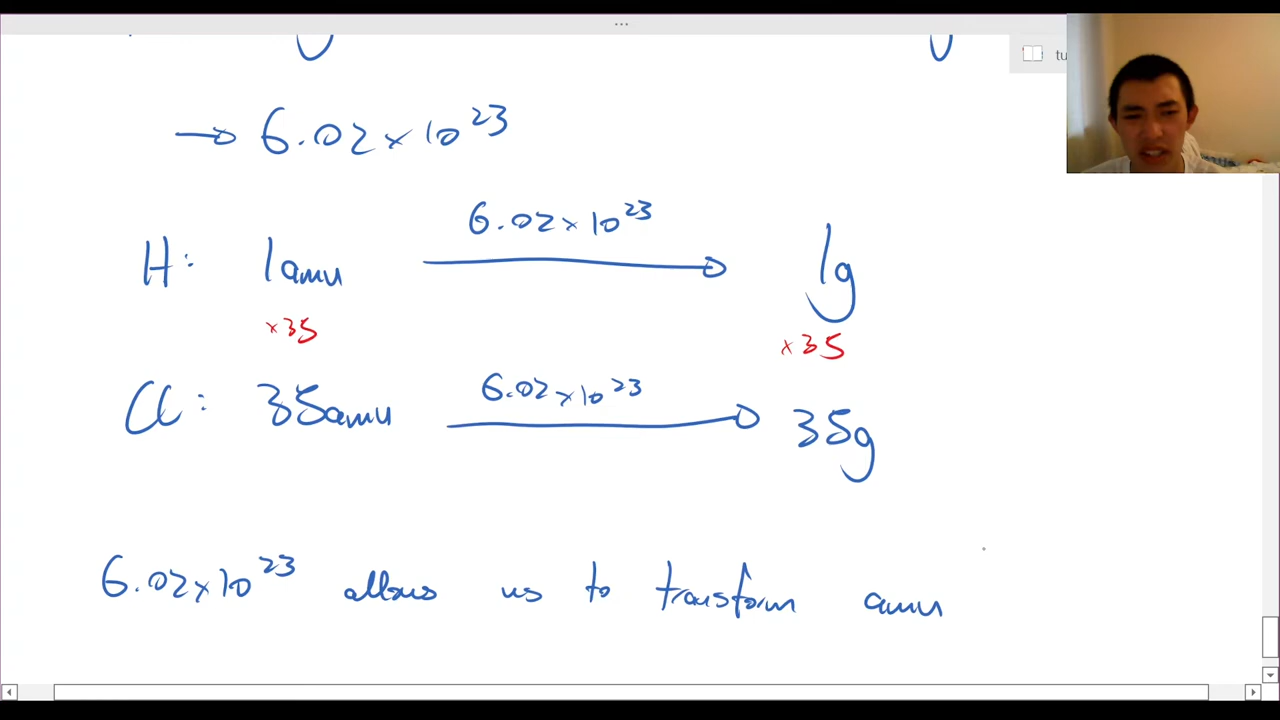 → 6.02×10²³
6.02×10²³
H: 1amu → 1g
×35 ×35
6.02×10²³
Cl: 35amu → 35g
6.02×10²³ allows us to transform amu
tu